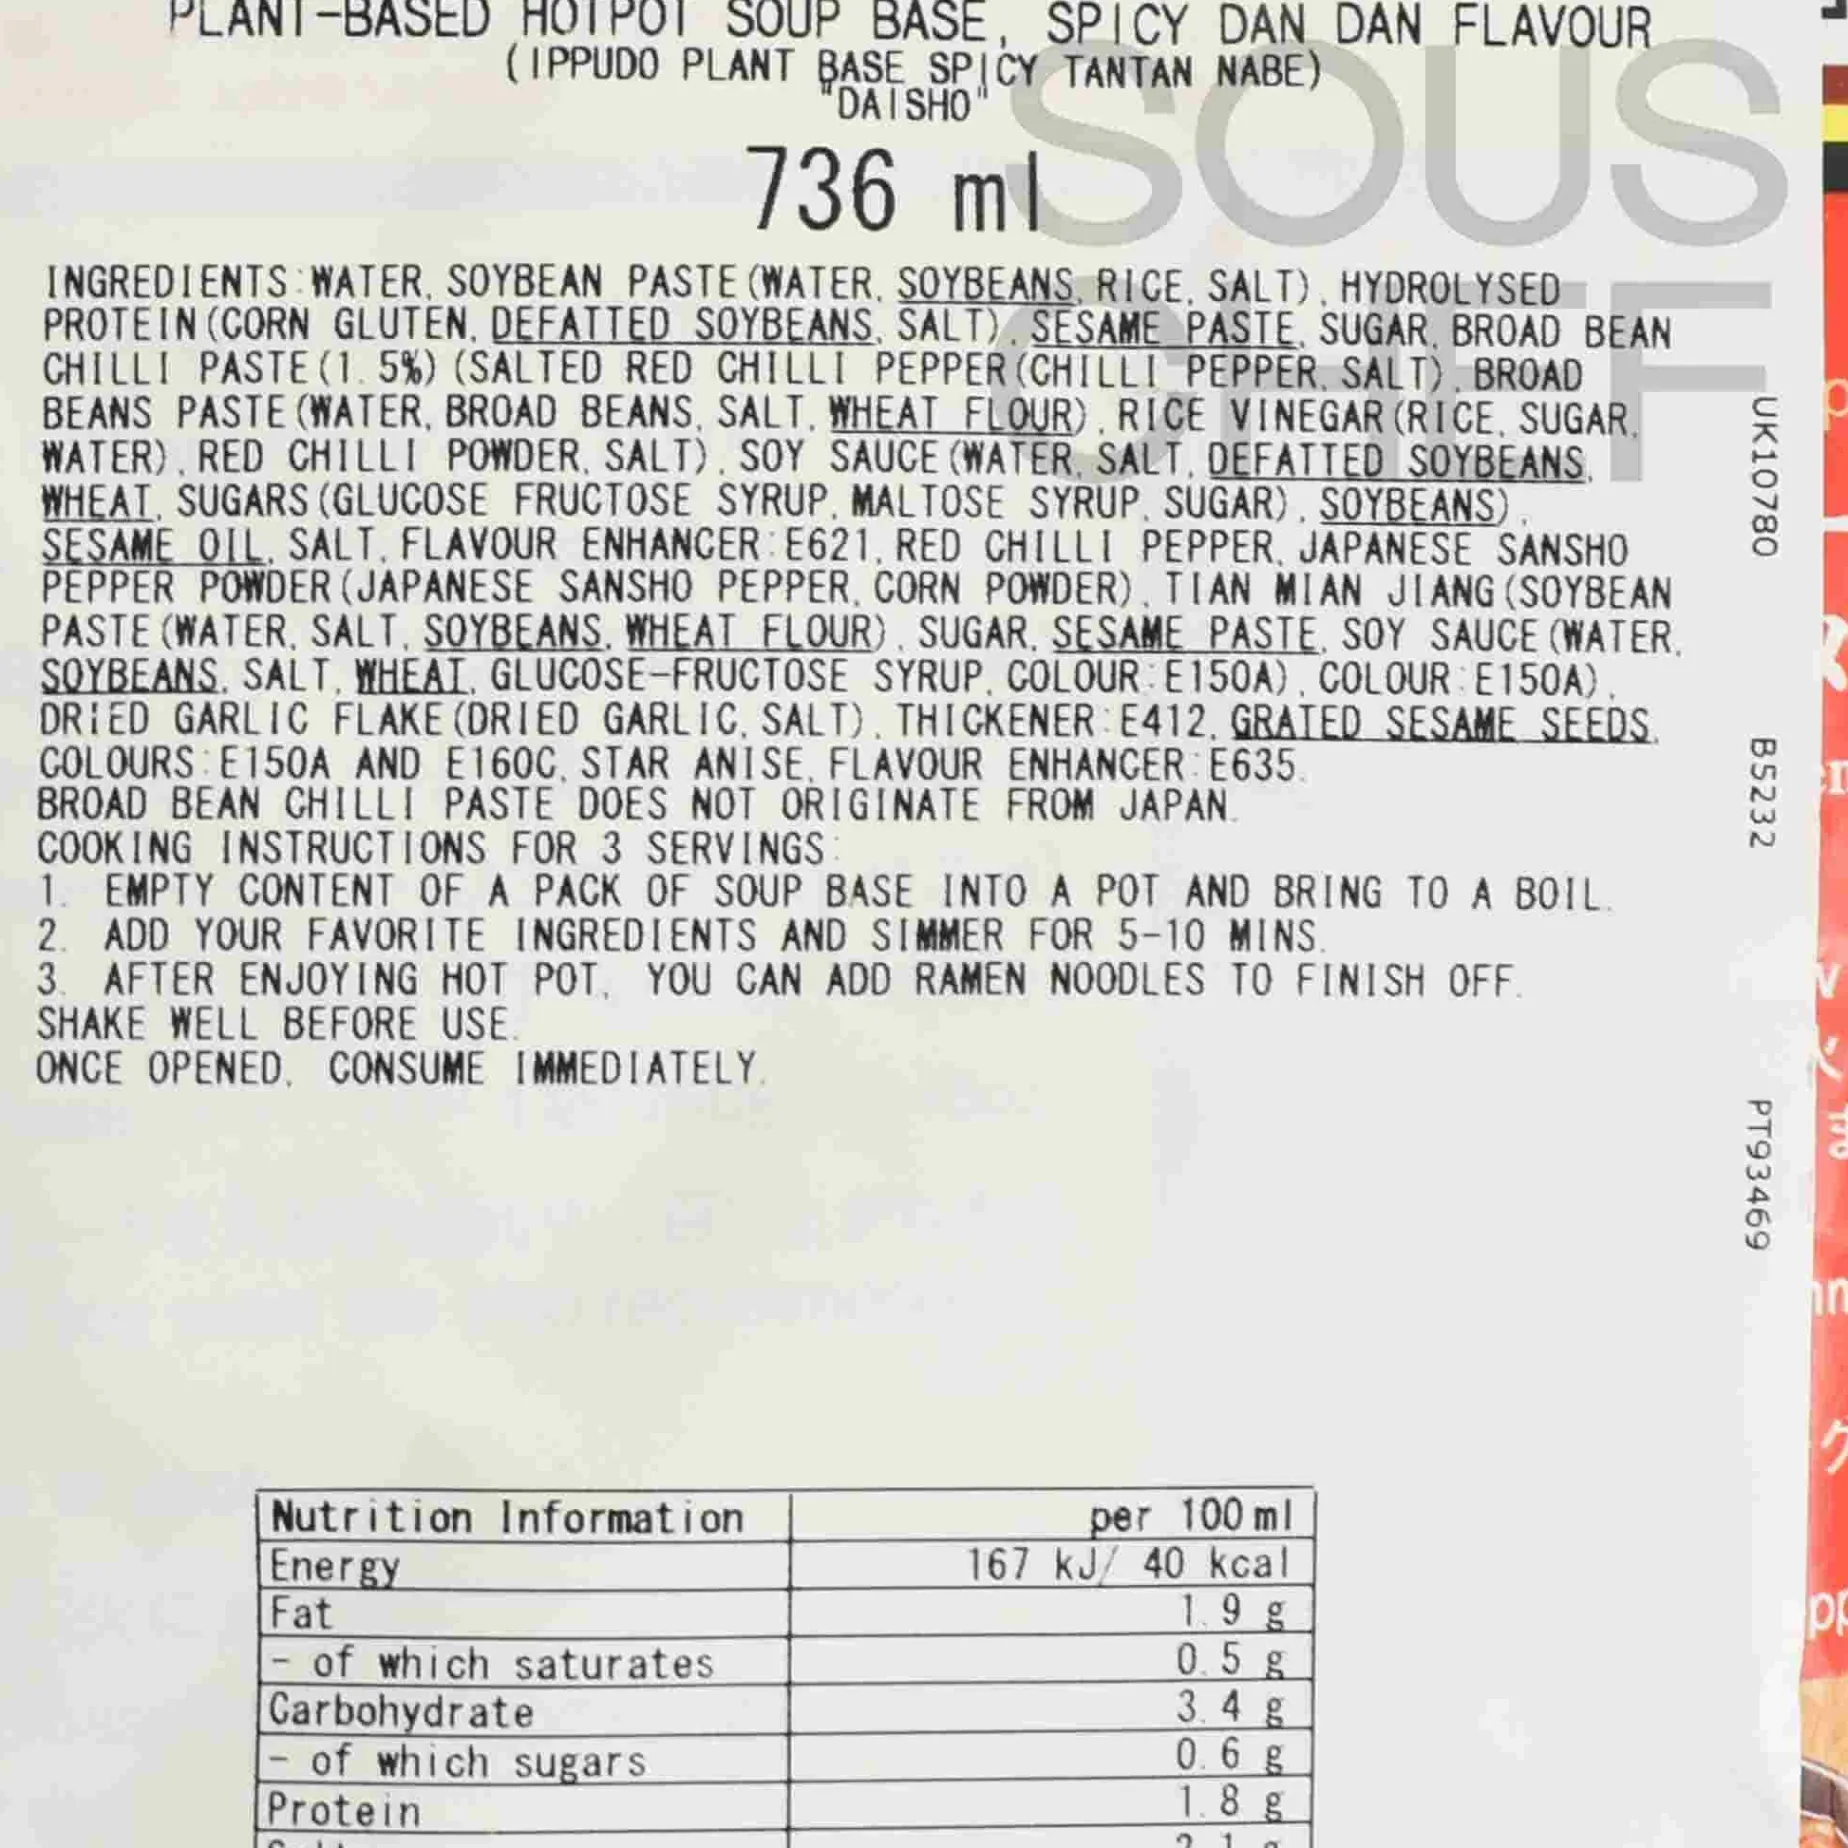 PLANT-BASED HOTPOT SOUP BASE, SPICY DAN DAN FLAVOUR
(IPPUDO PLANT BASE SPICY TANTAN NABE)
"DAISHO"
736 ml
SOUS
CHEF
INGREDIENTS:WATER, SOYBEAN PASTE(WATER, SOYBEANS, RICE, SALT), HYDROLYSED
PROTEIN(CORN GLUTEN, DEFATTED SOYBEANS, SALT), SESAME PASTE, SUGAR, BROAD BEAN
CHILLI PASTE(1.5%)(SALTED RED CHILLI PEPPER(CHILLI PEPPER, SALT), BROAD
BEANS PASTE(WATER, BROAD BEANS, SALT, WHEAT FLOUR), RICE VINEGAR(RICE, SUGAR,
WATER), RED CHILLI POWDER, SALT), SOY SAUCE(WATER, SALT, DEFATTED SOYBEANS,
WHEAT, SUGARS(GLUCOSE FRUCTOSE SYRUP, MALTOSE SYRUP, SUGAR), SOYBEANS),
SESAME OIL, SALT, FLAVOUR ENHANCER:E621, RED CHILLI PEPPER, JAPANESE SANSHO
PEPPER POWDER(JAPANESE SANSHO PEPPER, CORN POWDER), TIAN MIAN JIANG(SOYBEAN
PASTE(WATER, SALT, SOYBEANS, WHEAT FLOUR), SUGAR, SESAME PASTE, SOY SAUCE(WATER,
SOYBEANS, SALT, WHEAT, GLUCOSE-FRUCTOSE SYRUP, COLOUR:E150A), COLOUR:E150A),
DRIED GARLIC FLAKE(DRIED GARLIC, SALT), THICKENER:E412, GRATED SESAME SEEDS,
COLOURS:E150A AND E160C, STAR ANISE, FLAVOUR ENHANCER:E635.
BROAD BEAN CHILLI PASTE DOES NOT ORIGINATE FROM JAPAN.
COOKING INSTRUCTIONS FOR 3 SERVINGS:
1. EMPTY CONTENT OF A PACK OF SOUP BASE INTO A POT AND BRING TO A BOIL.
2. ADD YOUR FAVORITE INGREDIENTS AND SIMMER FOR 5-10 MINS.
3. AFTER ENJOYING HOT POT, YOU CAN ADD RAMEN NOODLES TO FINISH OFF.
SHAKE WELL BEFORE USE.
ONCE OPENED, CONSUME IMMEDIATELY.
UK10780
B5232
PT93469
Nutrition Information per 100ml
Energy 167 kJ/ 40 kcal
Fat 1.9 g
- of which saturates 0.5 g
Carbohydrate 3.4 g
- of which sugars 0.6 g
Protein 1.8 g